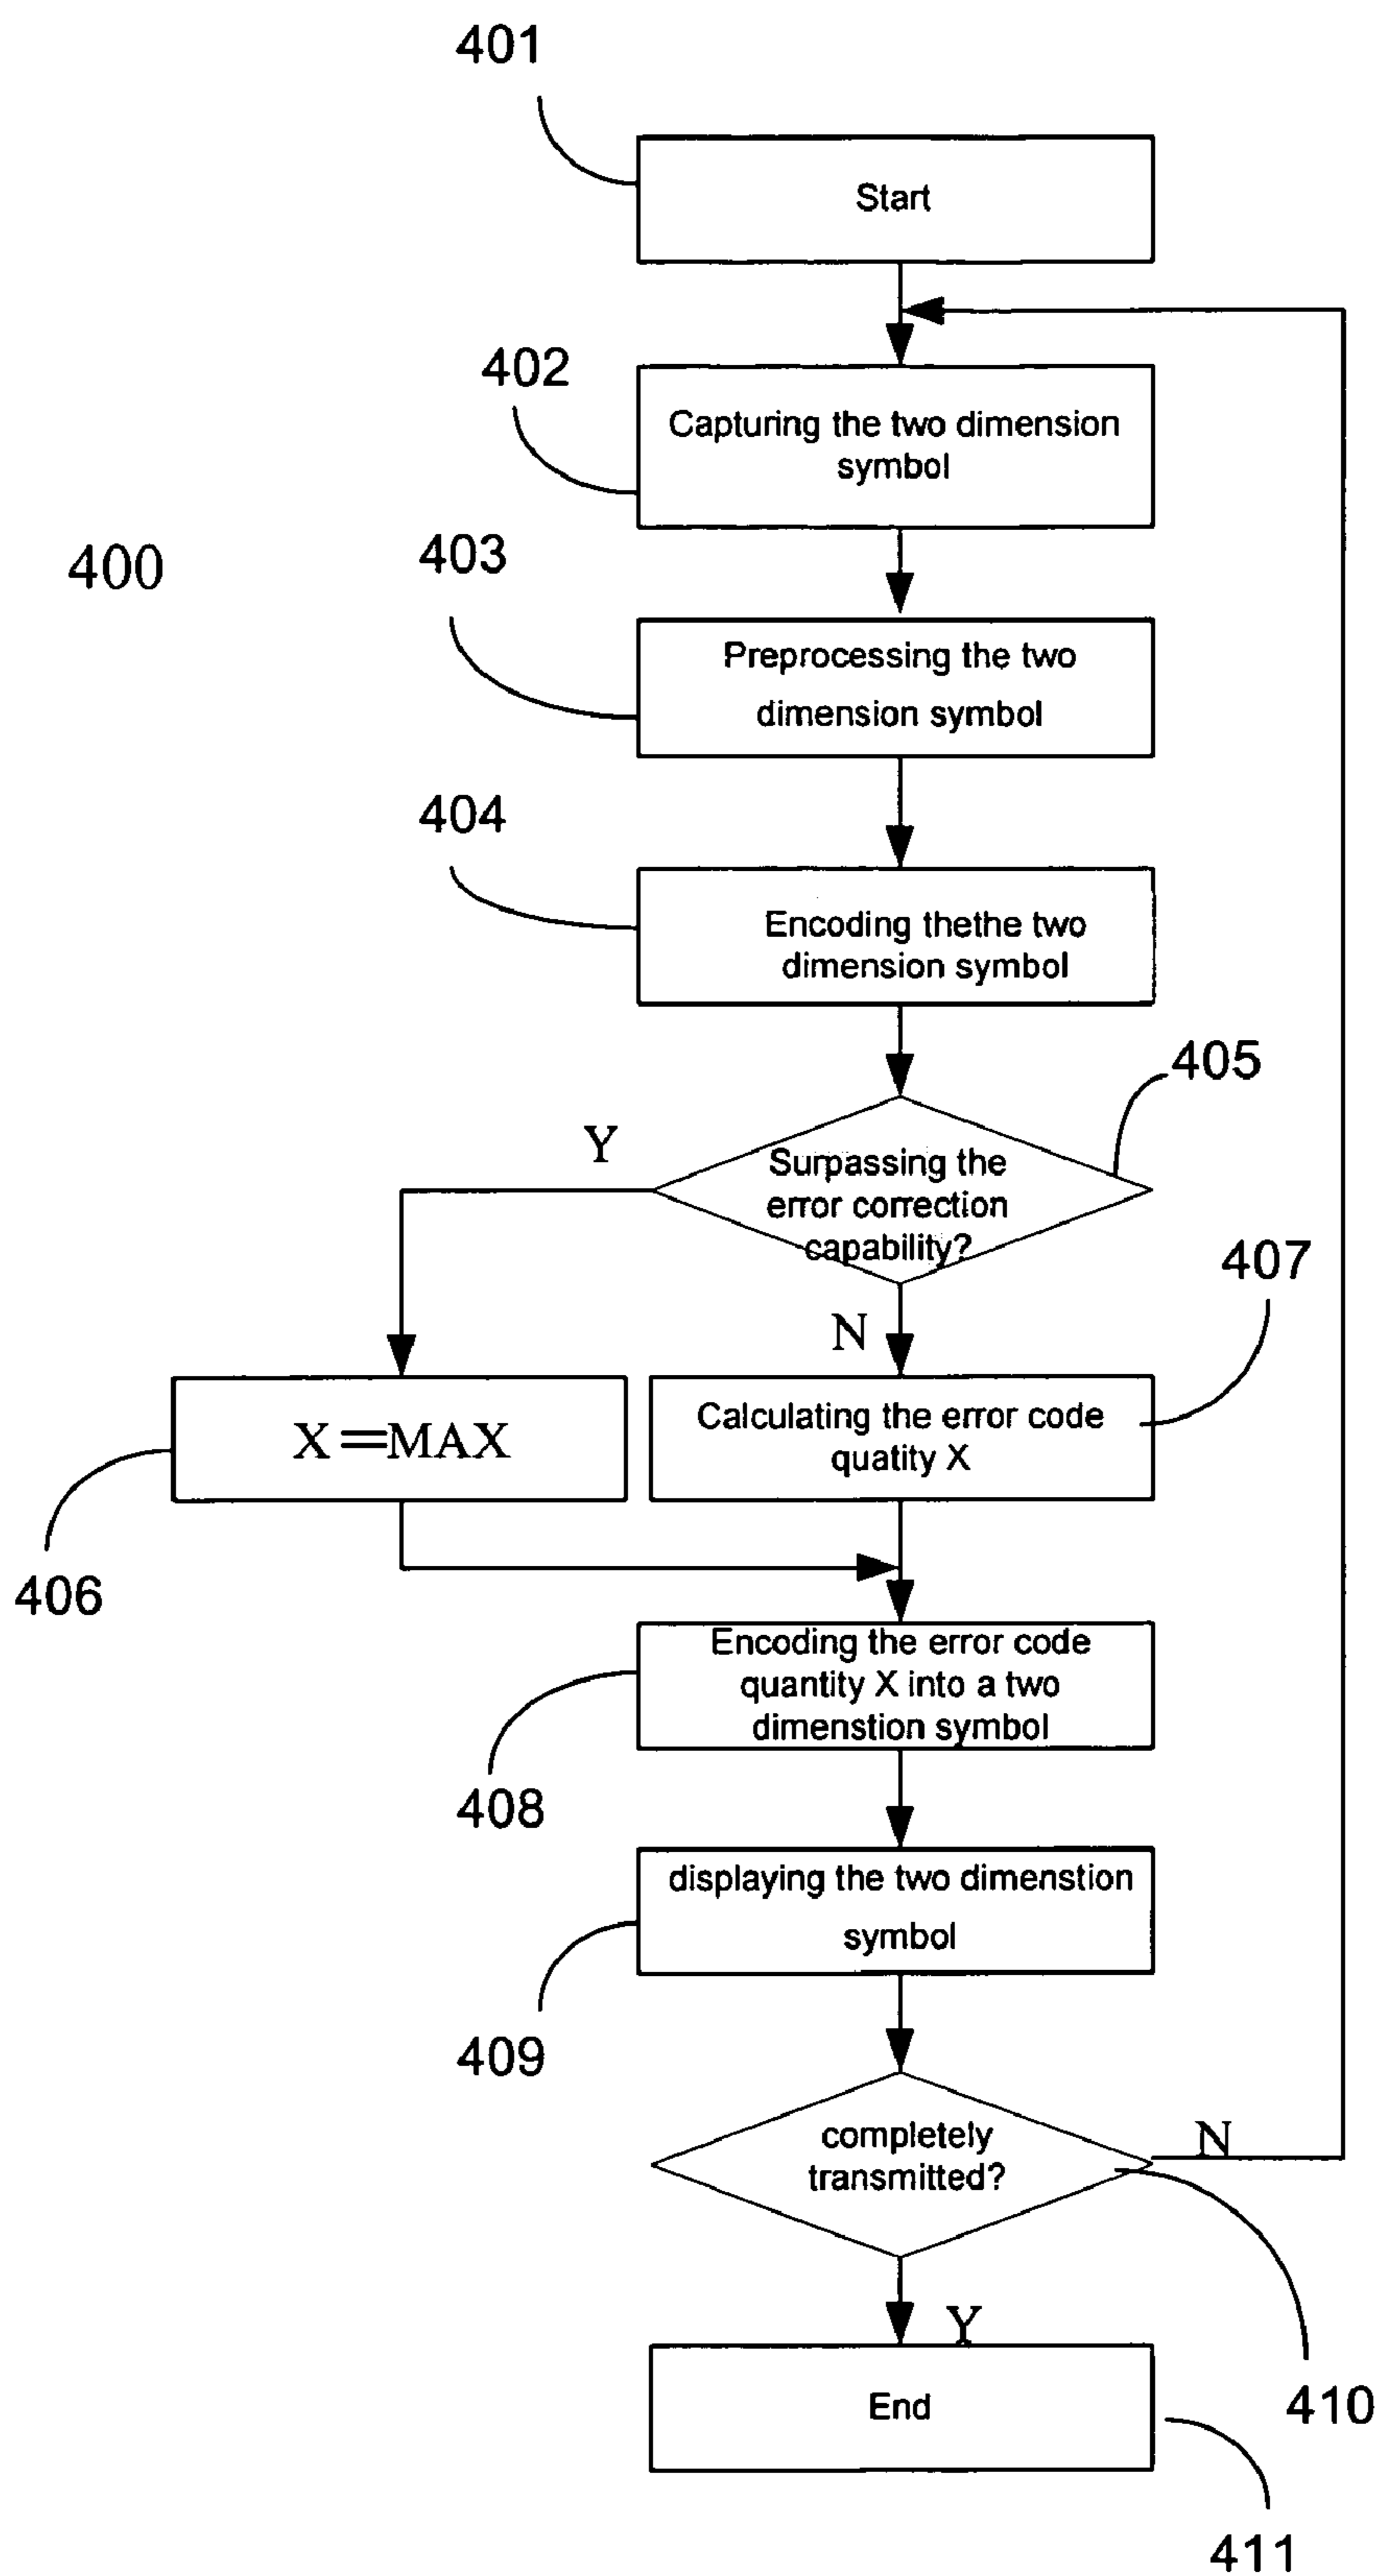 401
Start
402
Capturing the two dimension
symbol
400
403
Preprocessing the two
dimension symbol
404
Encoding thethe two
dimension symbol
405
Y
Surpassing the
error correction
capability?
407
N
X=MAX
Calculating the error code
quatity X
406
Encoding the error code
quantity X into a two
dimenstion symbol
408
displaying the two dimenstion
symbol
409
completely
transmitted?
N
Y
End
410
411